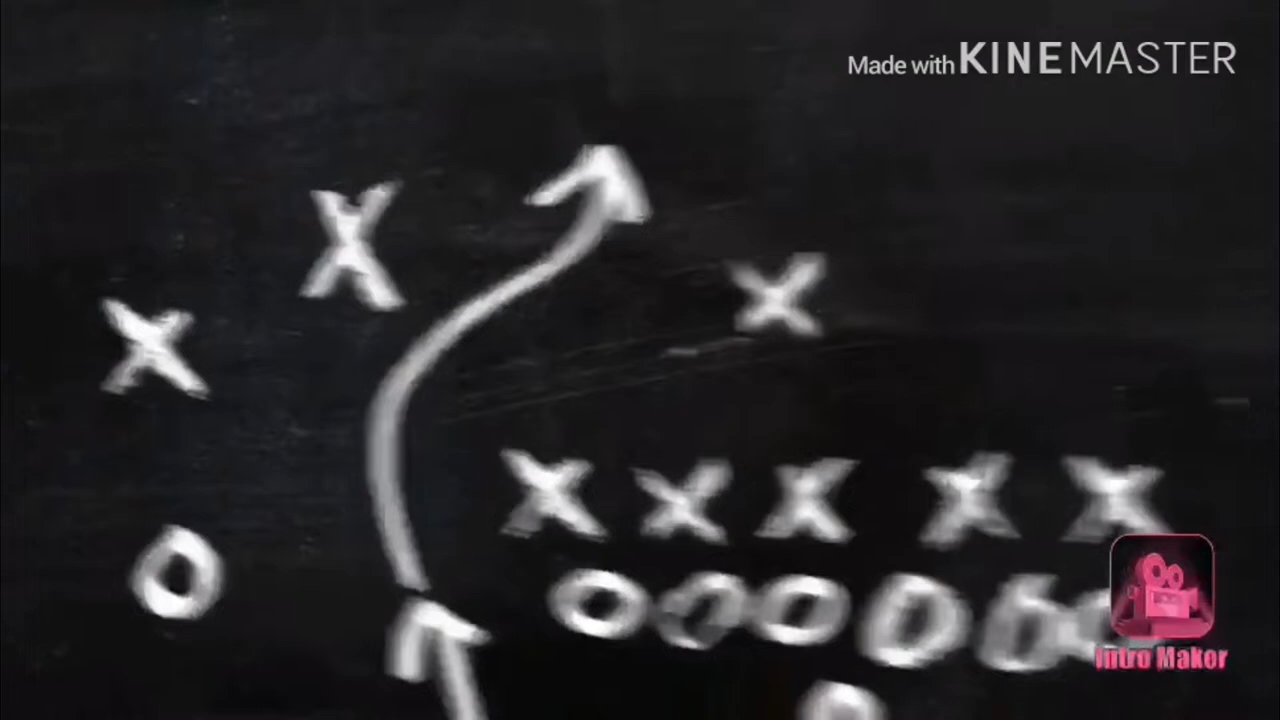 Made with KINEMASTER
X
X
X
X X X X X
O
O O O O O O
O
Intro Maker